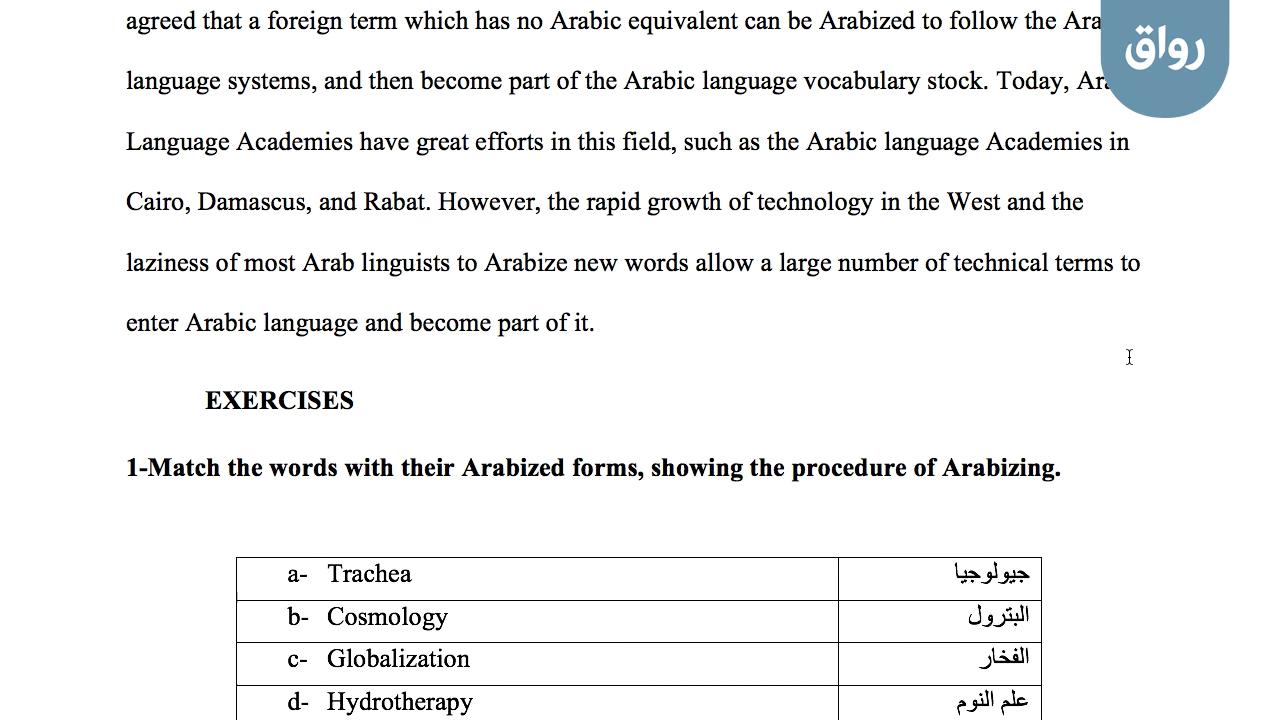 agreed that a foreign term which has no Arabic equivalent can be Arabized to follow the
رواق
language systems, and then become part of the Arabic language vocabulary stock. Today,
Language Academies have great efforts in this field, such as the Arabic language Academies in
Cairo, Damascus, and Rabat. However, the rapid growth of technology in the West and the
laziness of most Arab linguists to Arabize new words allow a large number of technical terms to
enter Arabic language and become part of it.
EXERCISES
1-Match the words with their Arabized forms, showing the procedure of Arabizing.
a- Trachea جيولوجيا
b- Cosmology البترول
c- Globalization الفخار
d- Hydrotherapy علم النوم